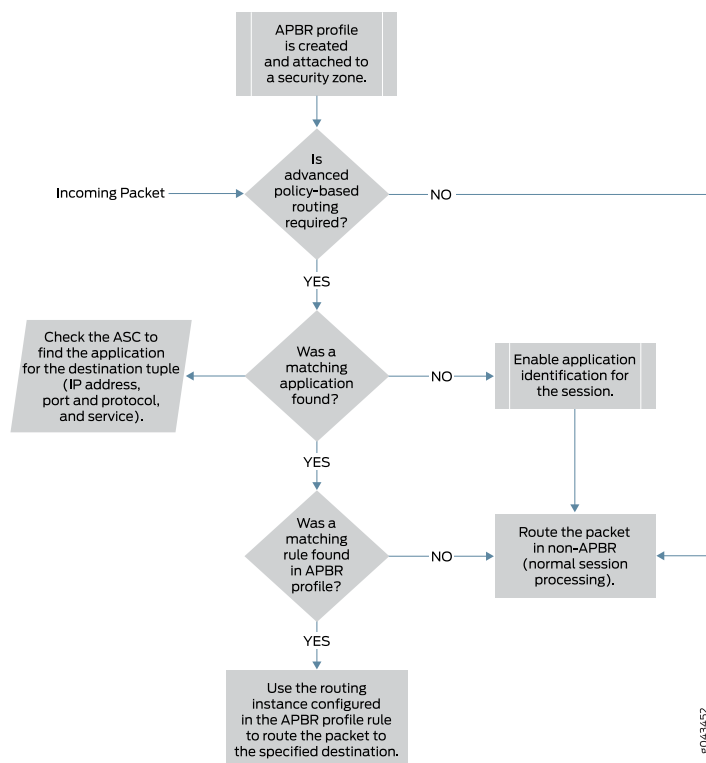 APBR profile
is created
and attached to
a security zone.
Incoming Packet
Is
advanced
policy-based
routing
required?
NO
YES
Check the ASC to
find the application
for the destination tuple
(IP address,
port and protocol,
and service).
Was a
matching
application
found?
NO
Enable application
identification for
the session.
YES
Was a
matching
rule found
in APBR
profile?
NO
Route the packet
in non-APBR
(normal session
processing).
YES
Use the routing
instance configured
in the APBR profile rule
to route the packet to
the specified destination.
g043452